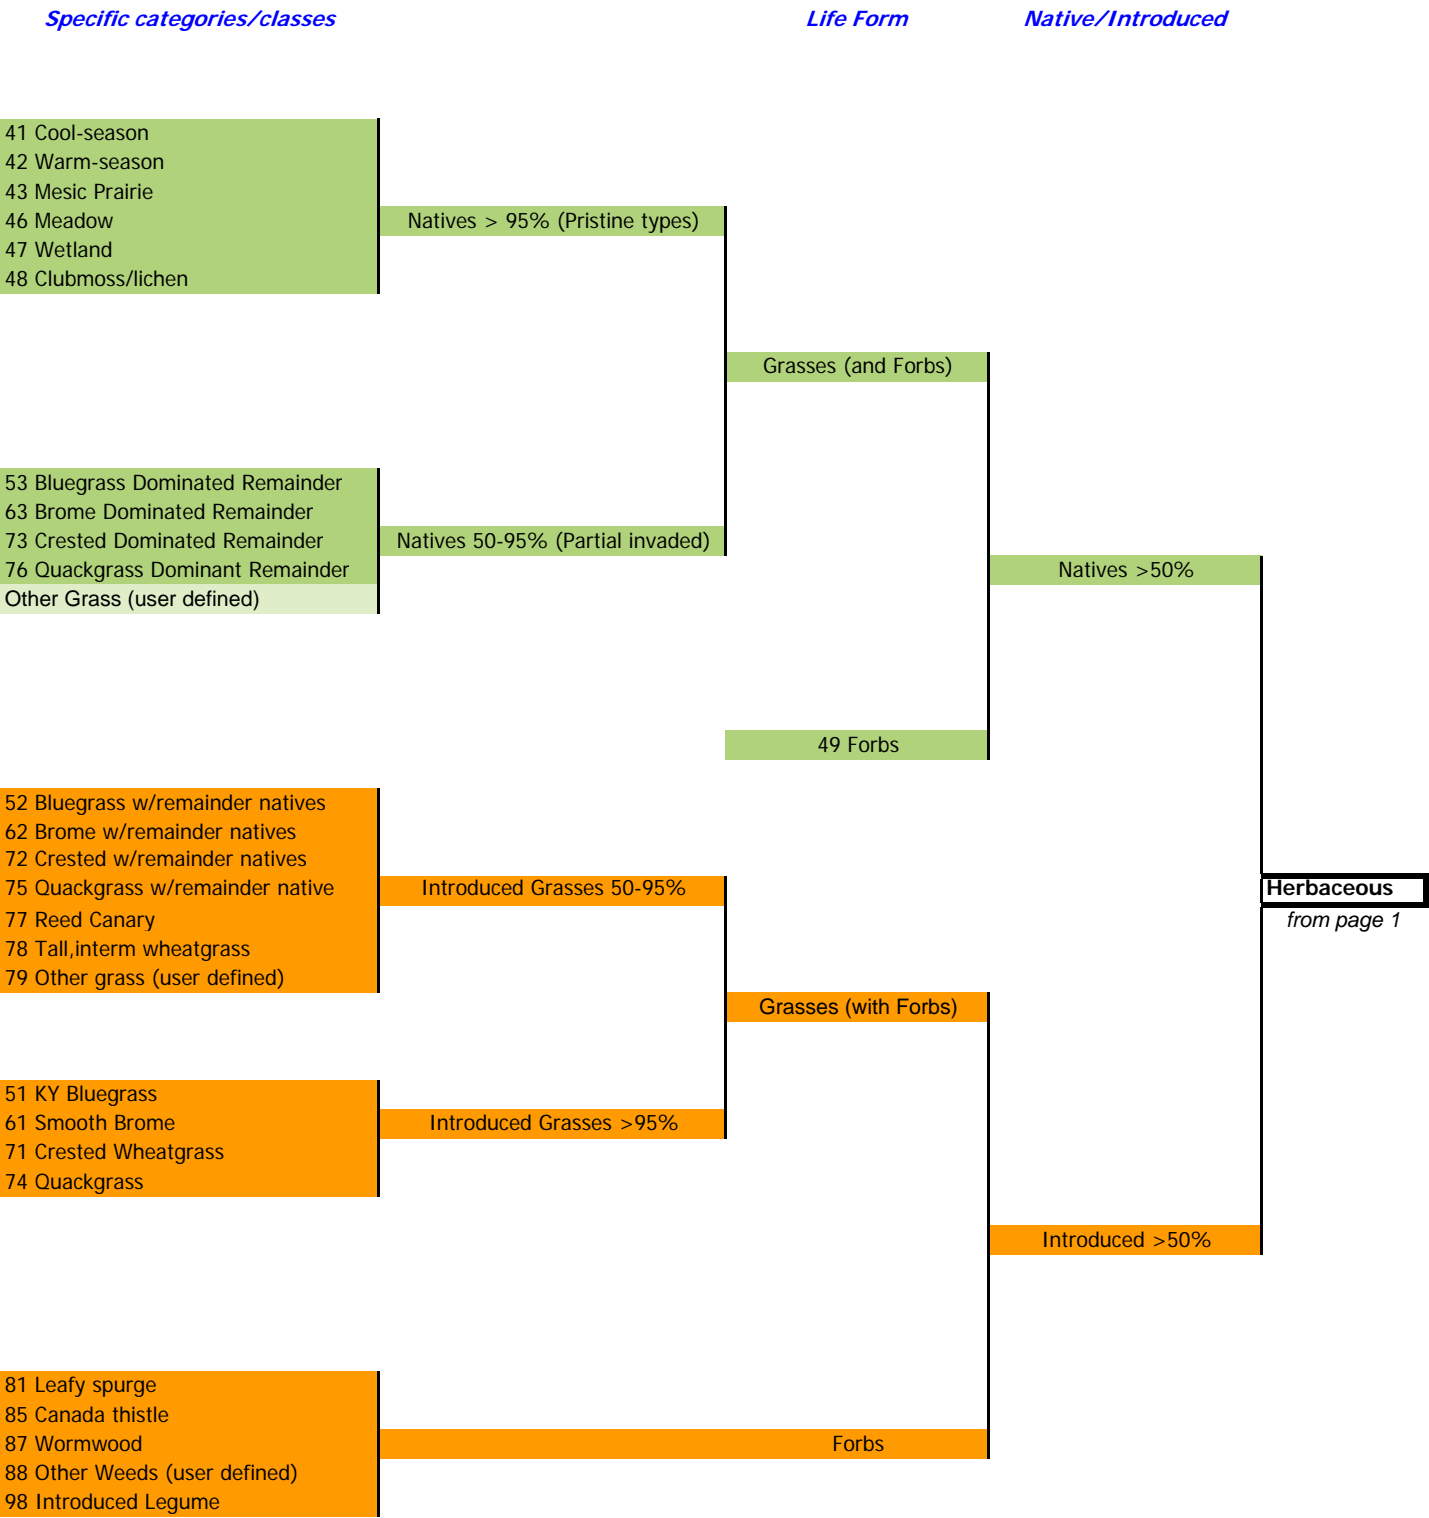 Specific categories/classes
Life Form
Native/Introduced
41 Cool-season
42 Warm-season
43 Mesic Prairie
46 Meadow
Natives > 95% (Pristine types)
47 Wetland
48 Clubmoss/lichen
Grasses (and Forbs)
53 Bluegrass Dominated Remainder
63 Brome Dominated Remainder
73 Crested Dominated Remainder
Natives 50-95% (Partial invaded)
76 Quackgrass Dominant Remainder
Natives >50%
Other Grass (user defined)
49 Forbs
52 Bluegrass w/remainder natives
62 Brome w/remainder natives
72 Crested w/remainder natives
75 Quackgrass w/remainder native
Introduced Grasses 50-95%
Herbaceous
77 Reed Canary
from page 1
78 Tall,interm wheatgrass
79 Other grass (user defined)
Grasses (with Forbs)
51 KY Bluegrass
61 Smooth Brome
Introduced Grasses >95%
71 Crested Wheatgrass
74 Quackgrass
Introduced >50%
81 Leafy spurge
85 Canada thistle
87 Wormwood
Forbs
88 Other Weeds (user defined)
98 Introduced Legume